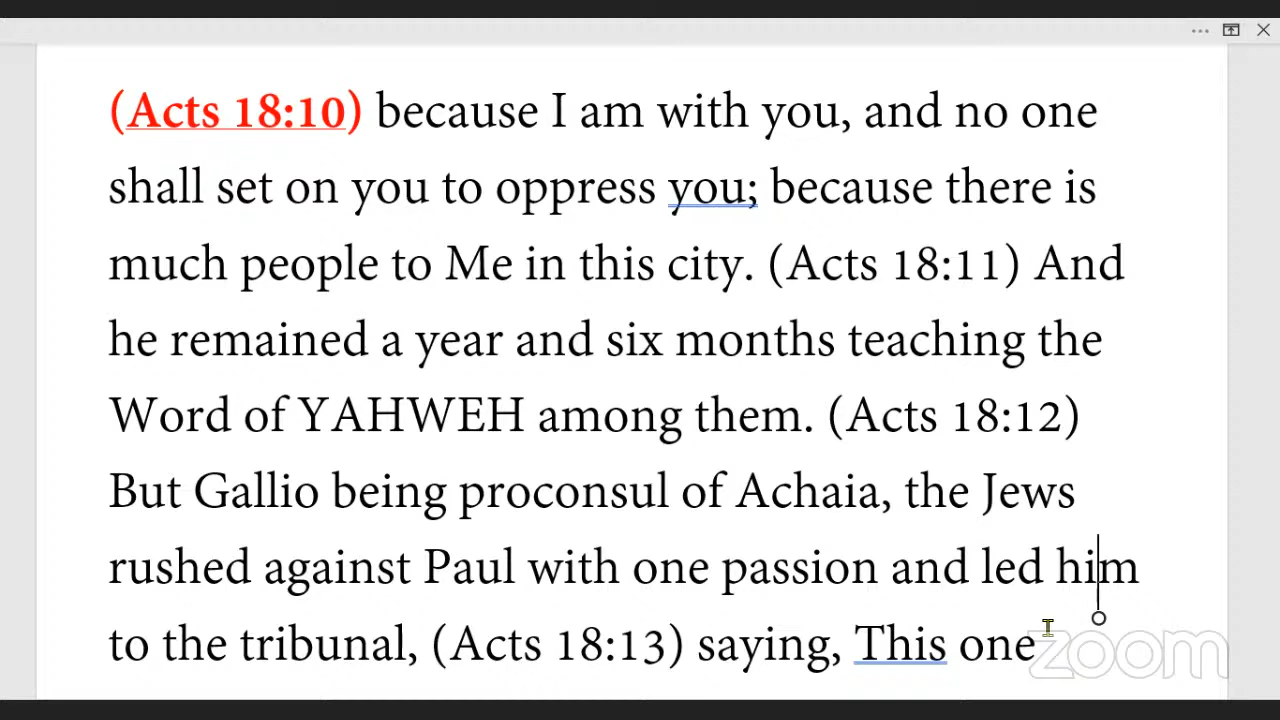 (Acts 18:10) because I am with you, and no one
shall set on you to oppress you; because there is
much people to Me in this city. (Acts 18:11) And
he remained a year and six months teaching the
Word of YAHWEH among them. (Acts 18:12)
But Gallio being proconsul of Achaia, the Jews
rushed against Paul with one passion and led him
to the tribunal, (Acts 18:13) saying, This one
zoom